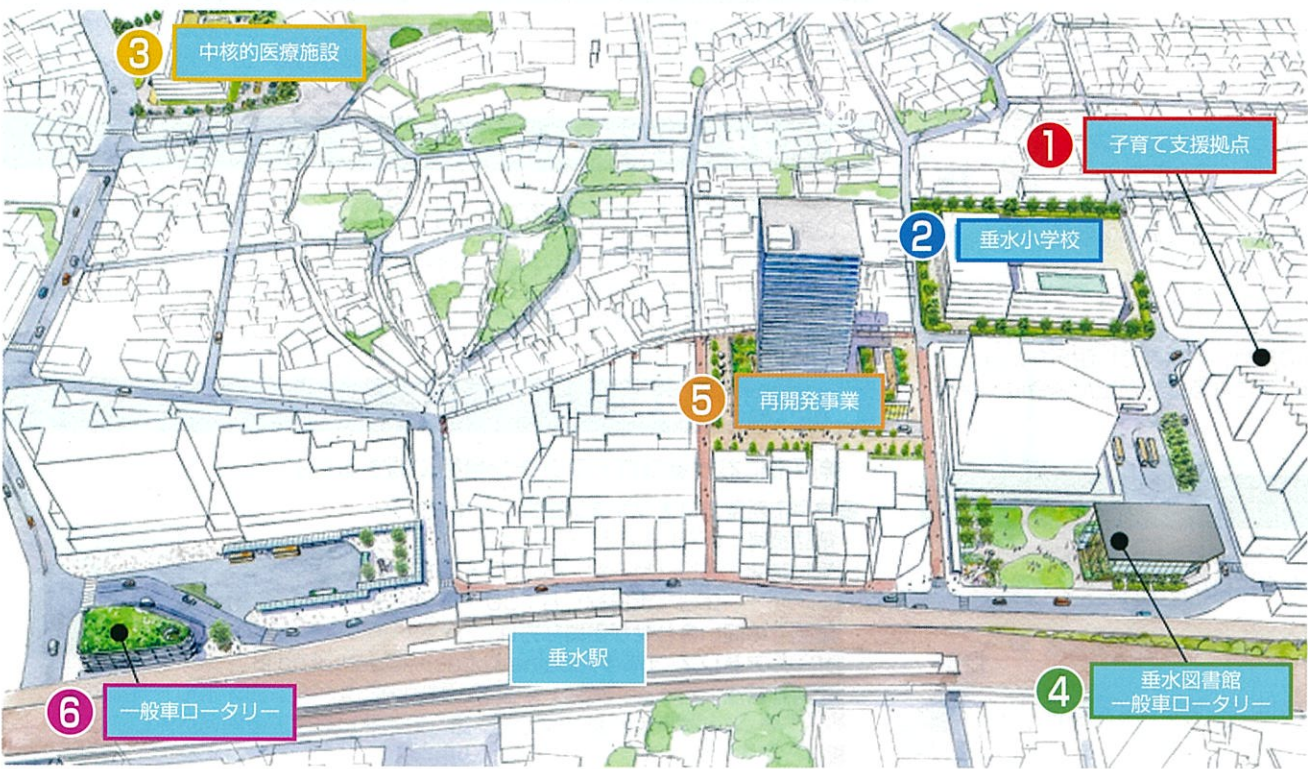 3 中核的医療施設
1 子育て支援拠点
2 垂水小学校
5 再開発事業
垂水駅
4 垂水図書館
一般車ロータリー
6 一般車ロータリー